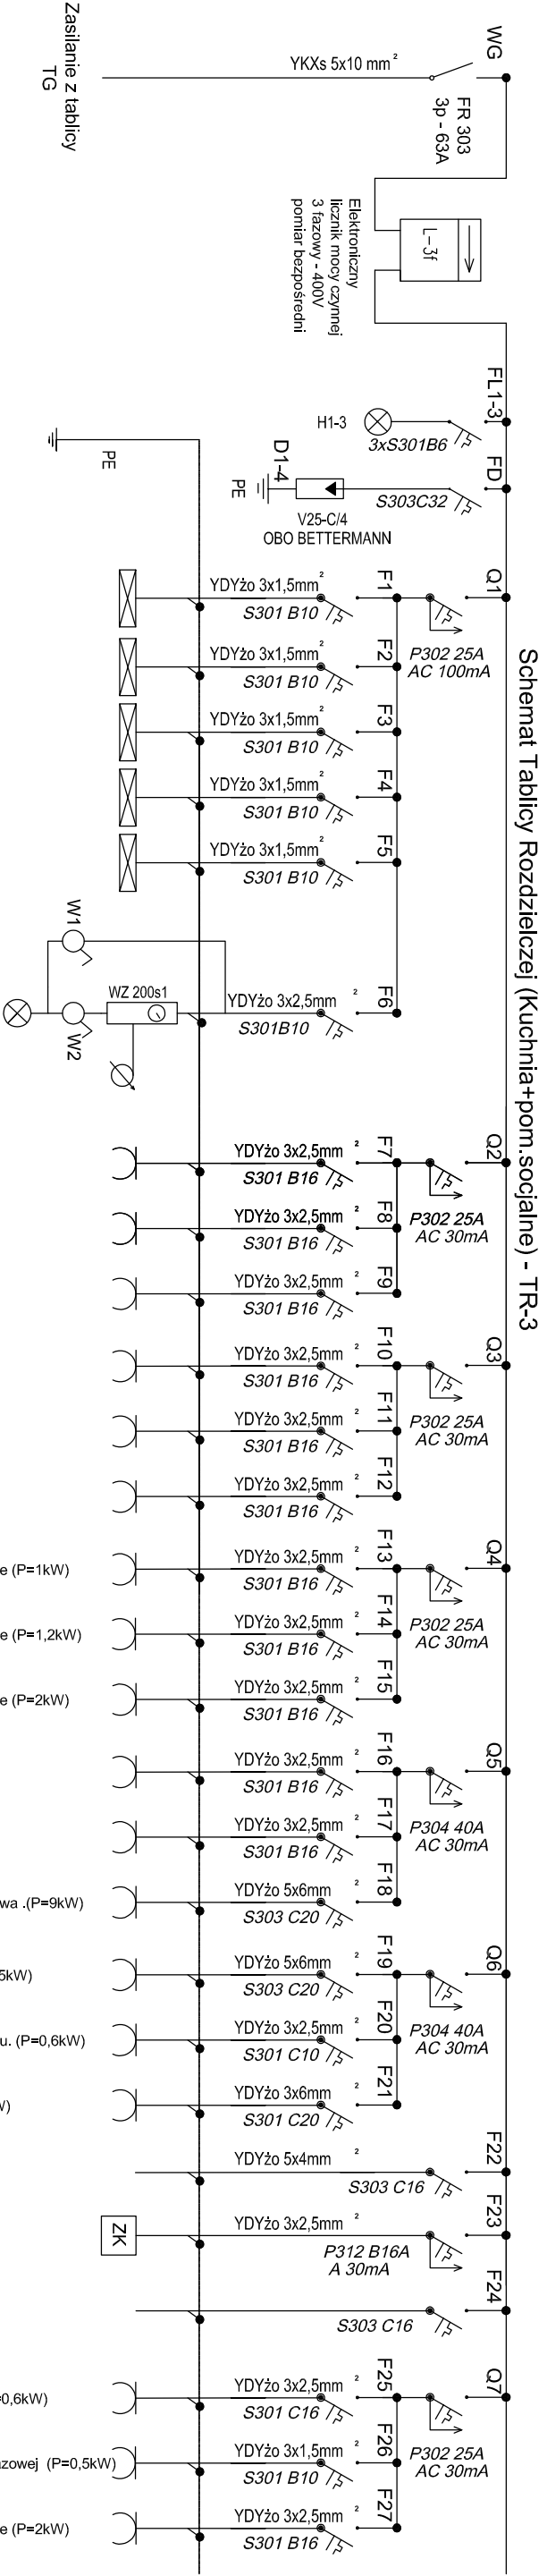 Schemat Tablicy Rozdzielczej (Kuchnia+pom.socjalne) - TR-3
Zasilanie z tablicy
TG
YKXs 5x10 mm²
WG
FR 303
3p - 63A
L-3f
Elektroniczny
licznik mocy czynnej
3 fazowy - 400V
pomiar bezpośredni
FL1-3
H1-3
3xS301B6
FD
S303C32
D1-4
PE
V25-C/4
OBO BETTERMANN
PE
Q1
P302 25A
AC 100mA
F1
YDYżo 3x1,5mm²
S301 B10
F2
YDYżo 3x1,5mm²
S301 B10
F3
YDYżo 3x1,5mm²
S301 B10
F4
YDYżo 3x1,5mm²
S301 B10
F5
YDYżo 3x1,5mm²
S301 B10
F6
YDYżo 3x2,5mm²
S301B10
W1
WZ 200s1
W2
Q2
P302 25A
AC 30mA
F7
YDYżo 3x2,5mm²
S301 B16
F8
YDYżo 3x2,5mm²
S301 B16
F9
YDYżo 3x2,5mm²
S301 B16
Q3
P302 25A
AC 30mA
F10
YDYżo 3x2,5mm²
S301 B16
F11
YDYżo 3x2,5mm²
S301 B16
F12
YDYżo 3x2,5mm²
S301 B16
Q4
P302 25A
AC 30mA
F13
YDYżo 3x2,5mm²
S301 B16
e (P=1kW)
F14
YDYżo 3x2,5mm²
S301 B16
e (P=1,2kW)
F15
YDYżo 3x2,5mm²
S301 B16
e (P=2kW)
Q5
P304 40A
AC 30mA
F16
YDYżo 3x2,5mm²
S301 B16
F17
YDYżo 3x2,5mm²
S301 B16
F18
YDYżo 5x6mm²
S303 C20
wa .(P=9kW)
Q6
P304 40A
AC 30mA
F19
YDYżo 5x6mm²
S303 C20
5kW)
F20
YDYżo 3x2,5mm²
S301 C10
u. (P=0,6kW)
F21
YDYżo 3x6mm²
S301 C20
W)
F22
YDYżo 5x4mm²
S303 C16
F23
YDYżo 3x2,5mm²
P312 B16A
A 30mA
ZK
F24
S303 C16
Q7
P302 25A
AC 30mA
F25
YDYżo 3x2,5mm²
S301 C16
0,6kW)
F26
YDYżo 3x1,5mm²
S301 B10
zowej (P=0,5kW)
F27
YDYżo 3x2,5mm²
S301 B16
e (P=2kW)